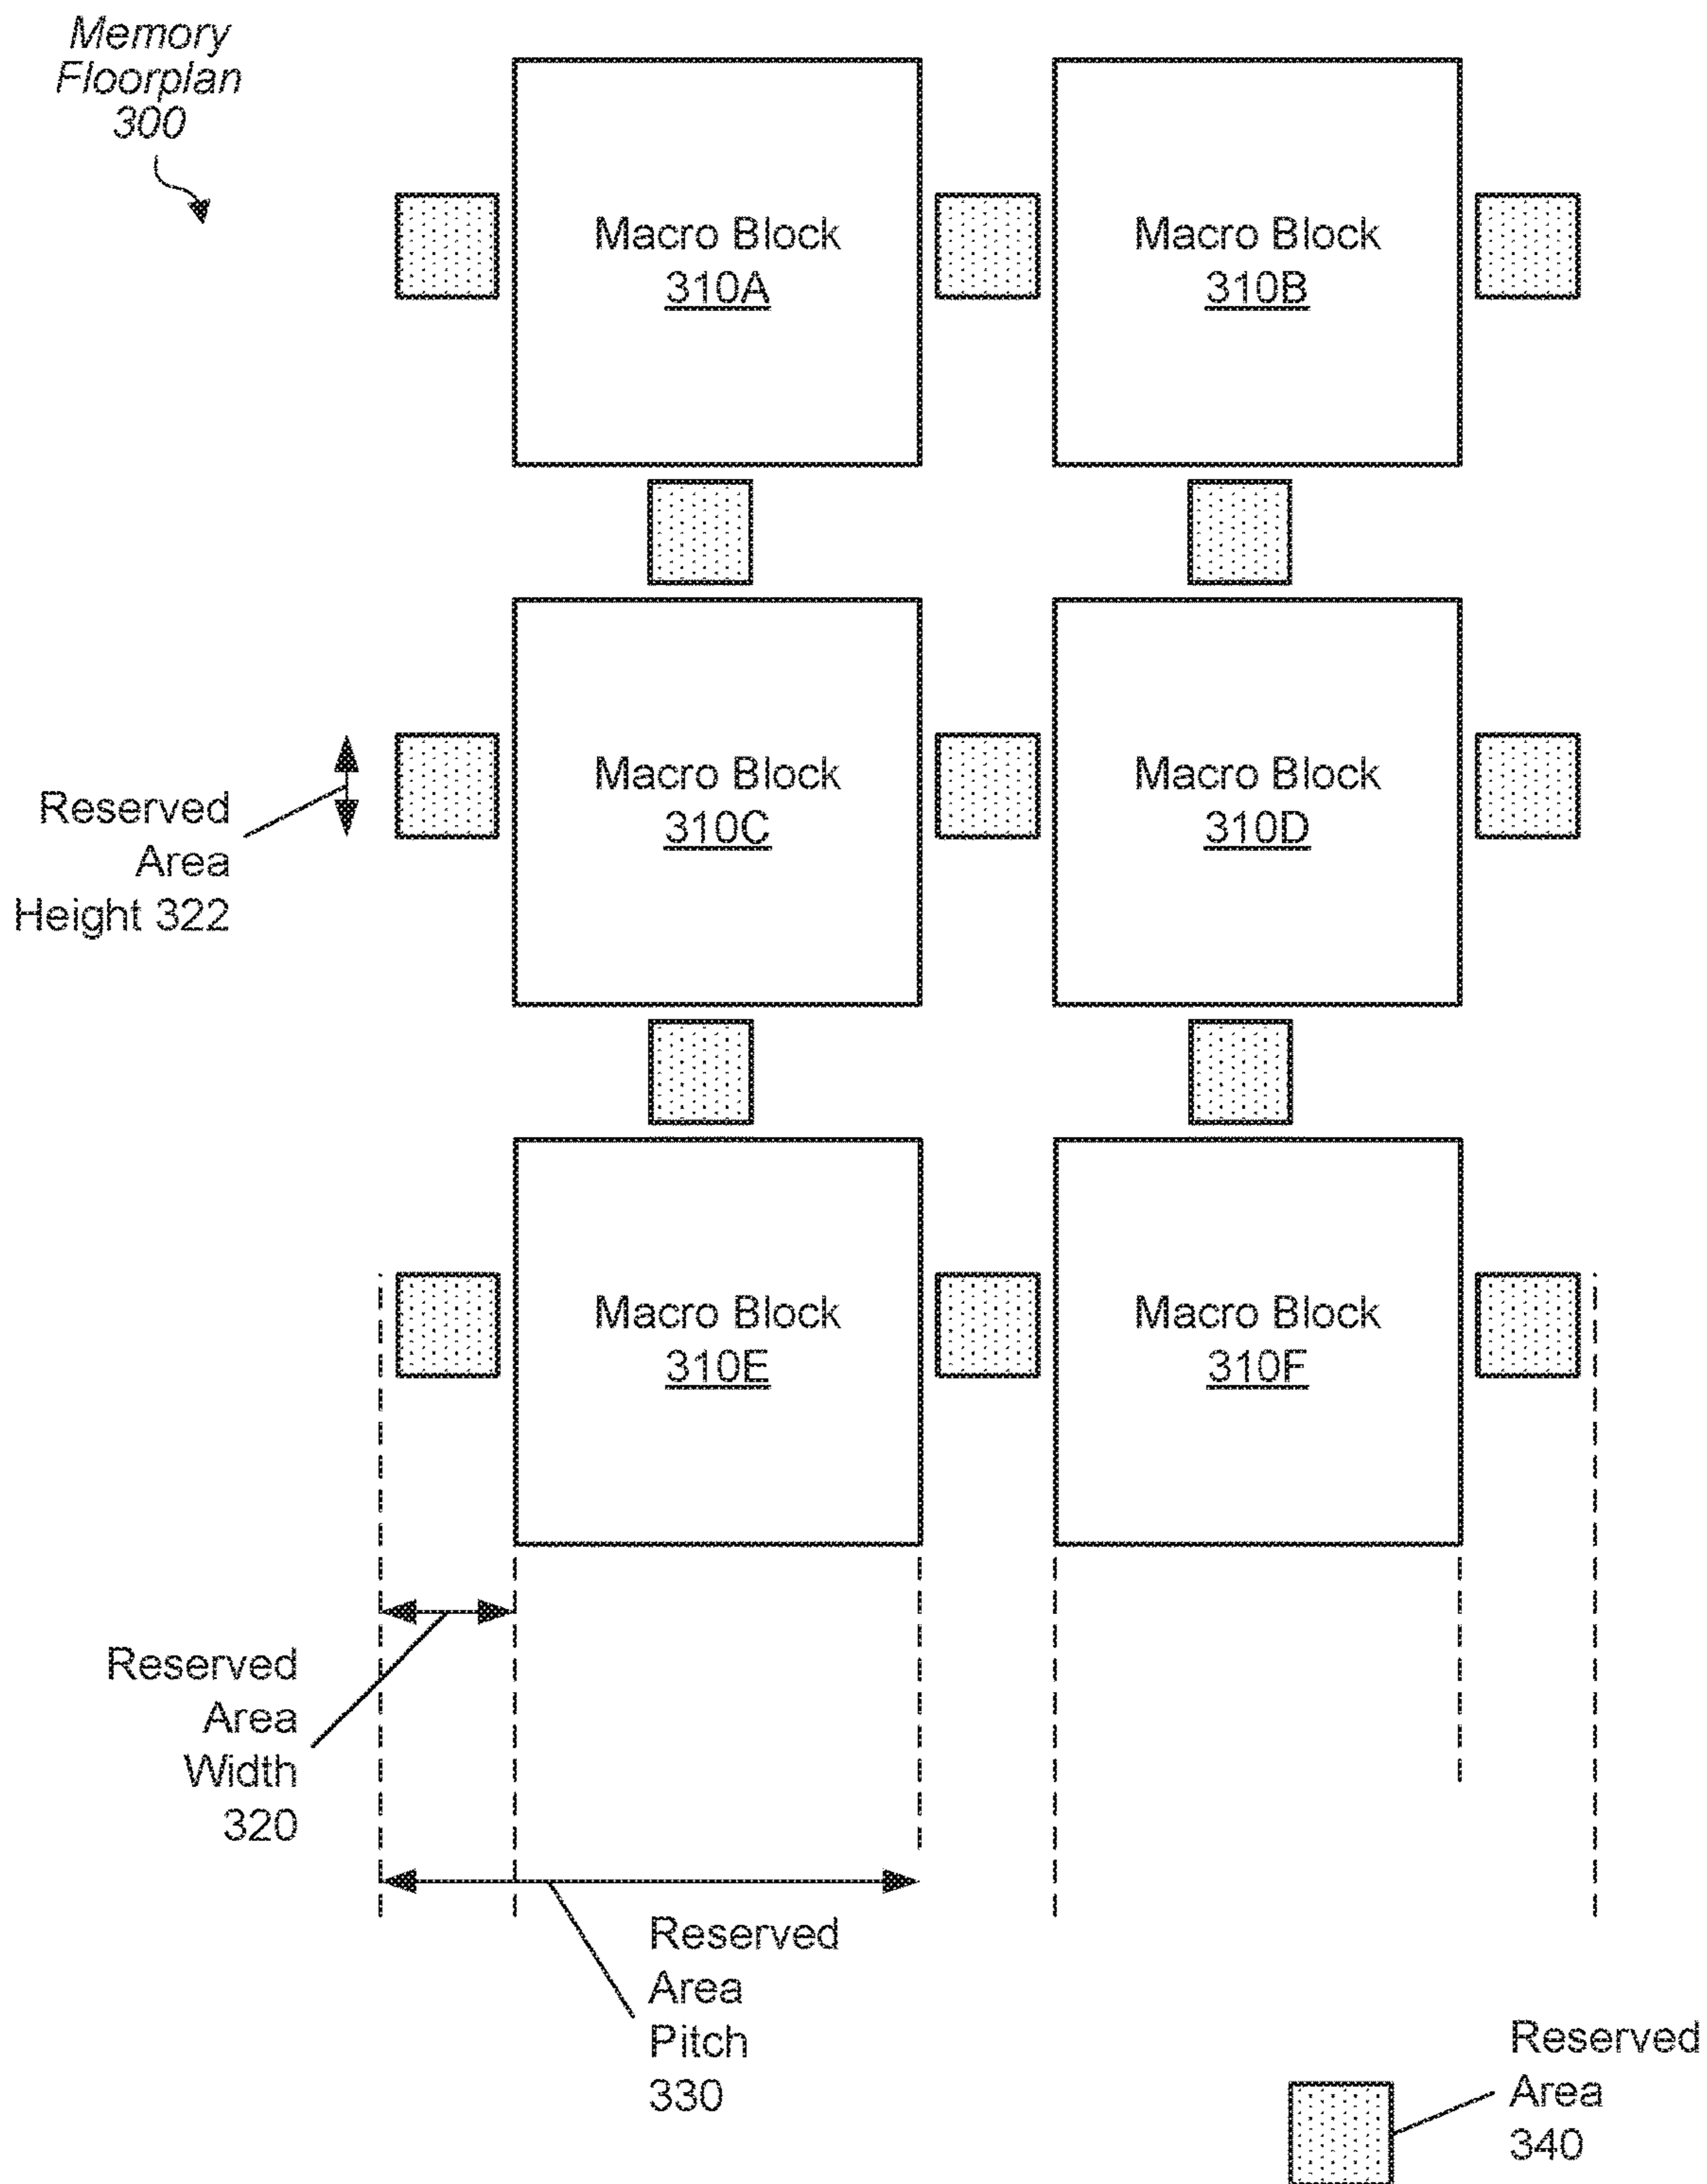 Memory
Floorplan
300
Macro Block
310A
Macro Block
310B
Macro Block
310C
Macro Block
310D
Reserved
Area
Height 322
Macro Block
310E
Macro Block
310F
Reserved
Area
Width
320
Reserved
Area
Pitch
330
Reserved
Area
340